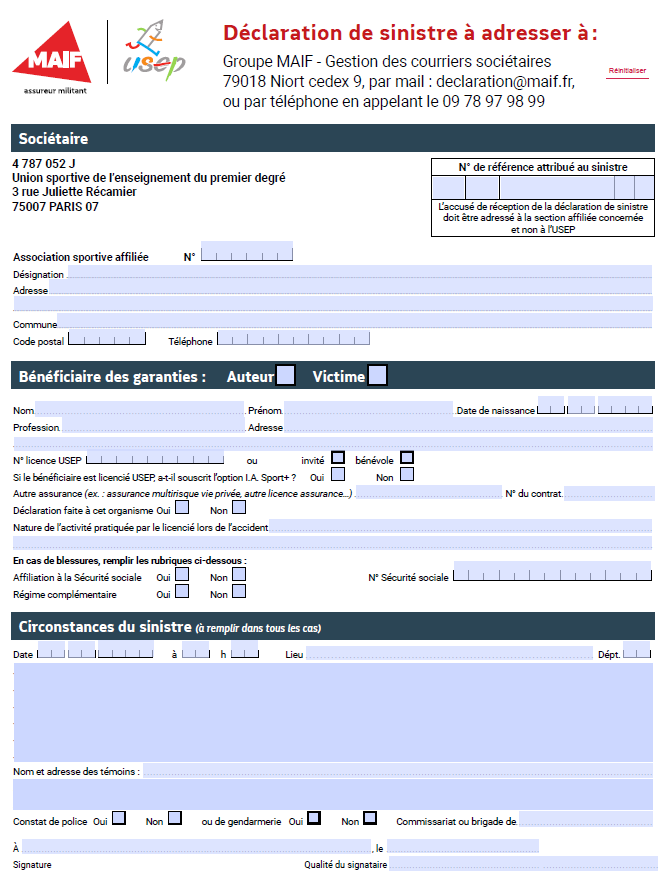 MAIF
assureur militant
usep
Déclaration de sinistre à adresser à :
Groupe MAIF - Gestion des courriers sociétaires
79018 Niort cedex 9, par mail : declaration@maif.fr,
ou par téléphone en appelant le 09 78 97 98 99
Réinitialiser
Sociétaire
4 787 052 J
Union sportive de l'enseignement du premier degré
3 rue Juliette Récamier
75007 PARIS 07
N° de référence attribué au sinistre
L'accusé de réception de la déclaration de sinistre
doit être adressé à la section affiliée concernée
et non à l'USEP
Association sportive affiliée N°
Désignation
Adresse
Commune
Code postal Téléphone
Bénéficiaire des garanties : Auteur Victime
Nom Prénom Date de naissance
Profession Adresse
N° licence USEP ou invité bénévole
Si le bénéficiaire est licencié USEP, a-t-il souscrit l'option I.A. Sport+ ? Oui Non
Autre assurance (ex. : assurance multirisque vie privée, autre licence assurance...) N° du contrat
Déclaration faite à cet organisme Oui Non
Nature de l'activité pratiquée par le licencié lors de l'accident
En cas de blessures, remplir les rubriques ci-dessous :
Affiliation à la Sécurité sociale Oui Non N° Sécurité sociale
Régime complémentaire Oui Non
Circonstances du sinistre (à remplir dans tous les cas)
Date à h Lieu Dépt.
Nom et adresse des témoins :
Constat de police Oui Non ou de gendarmerie Oui Non Commissariat ou brigade de
À , le
Signature Qualité du signataire